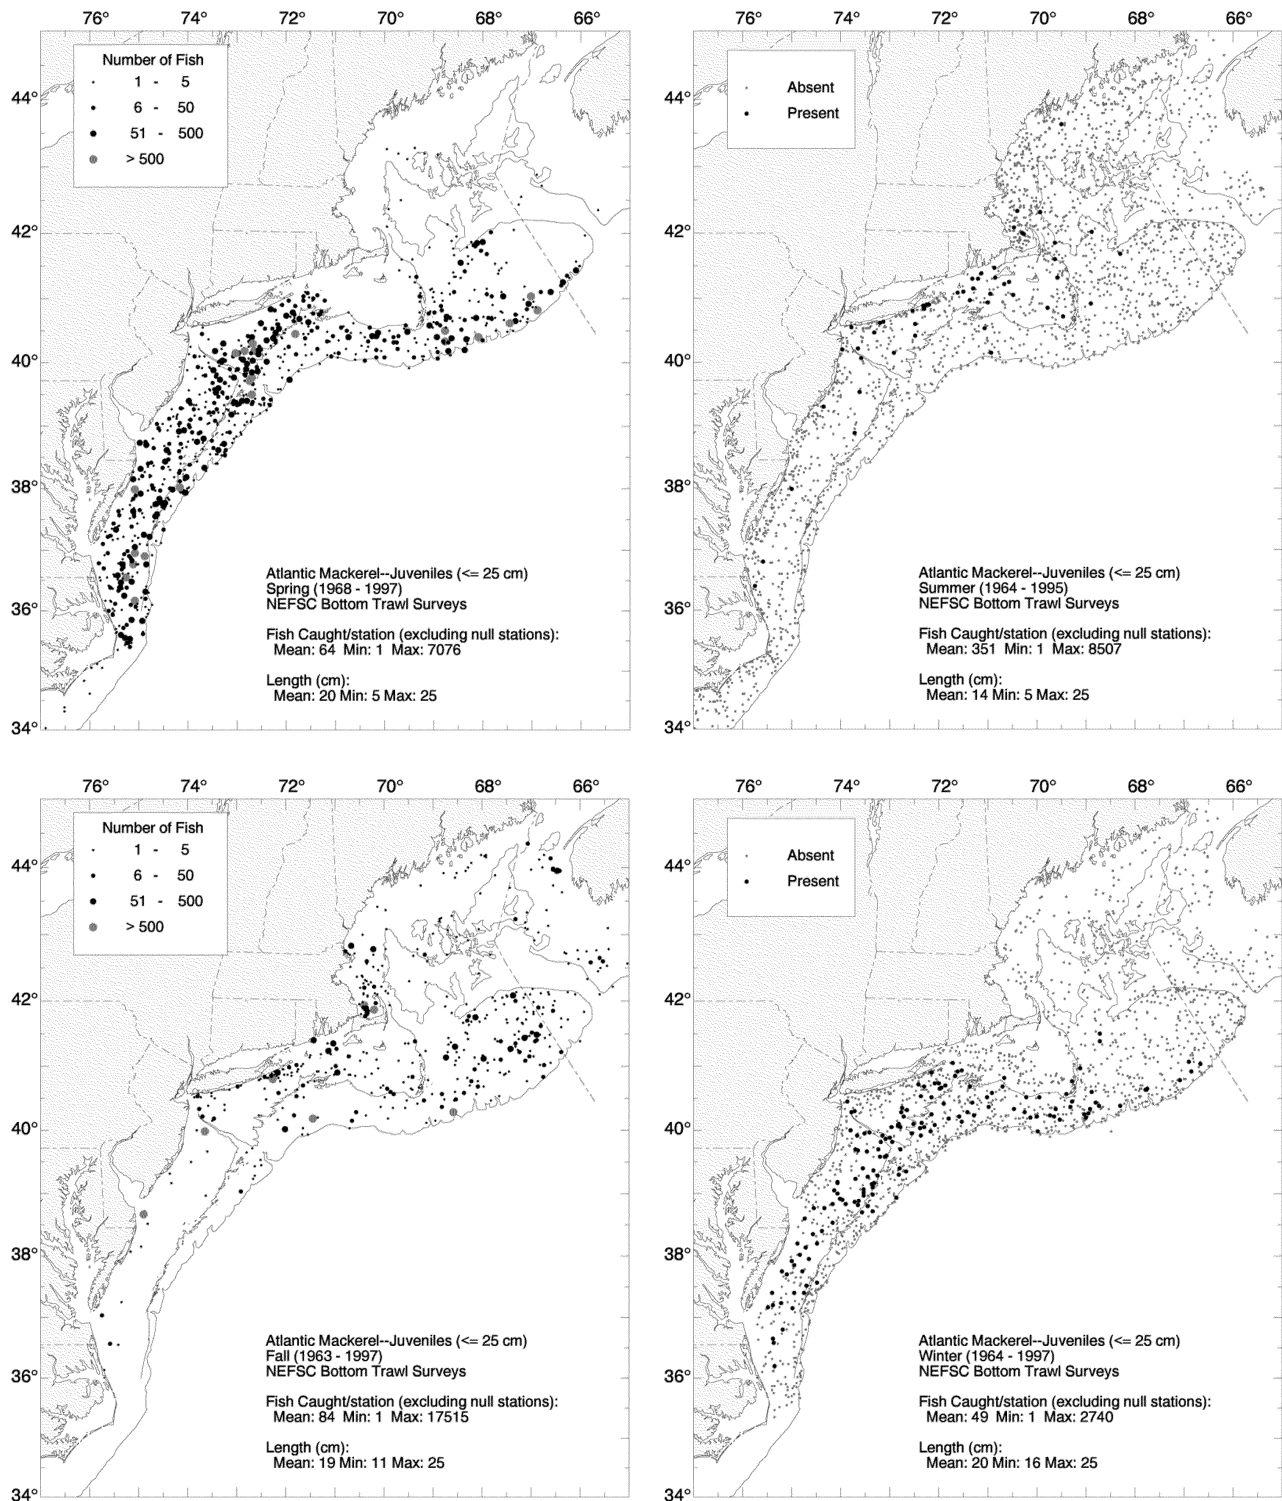 76° 74° 72° 70° 68° 66°
44°
42°
40°
38°
36°
34°
Number of Fish
1 - 5
6 - 50
51 - 500
> 500
Atlantic Mackerel--Juveniles (<= 25 cm)
Spring (1968 - 1997)
NEFSC Bottom Trawl Surveys
Fish Caught/station (excluding null stations):
Mean: 64 Min: 1 Max: 7076
Length (cm):
Mean: 20 Min: 5 Max: 25
76° 74° 72° 70° 68° 66°
44°
42°
40°
38°
36°
34°
Absent
Present
Atlantic Mackerel--Juveniles (<= 25 cm)
Summer (1964 - 1995)
NEFSC Bottom Trawl Surveys
Fish Caught/station (excluding null stations):
Mean: 351 Min: 1 Max: 8507
Length (cm):
Mean: 14 Min: 5 Max: 25
76° 74° 72° 70° 68° 66°
44°
42°
40°
38°
36°
34°
Number of Fish
1 - 5
6 - 50
51 - 500
> 500
Atlantic Mackerel--Juveniles (<= 25 cm)
Fall (1963 - 1997)
NEFSC Bottom Trawl Surveys
Fish Caught/station (excluding null stations):
Mean: 84 Min: 1 Max: 17515
Length (cm):
Mean: 19 Min: 11 Max: 25
76° 74° 72° 70° 68° 66°
44°
42°
40°
38°
36°
34°
Absent
Present
Atlantic Mackerel--Juveniles (<= 25 cm)
Winter (1964 - 1997)
NEFSC Bottom Trawl Surveys
Fish Caught/station (excluding null stations):
Mean: 49 Min: 1 Max: 2740
Length (cm):
Mean: 20 Min: 16 Max: 25